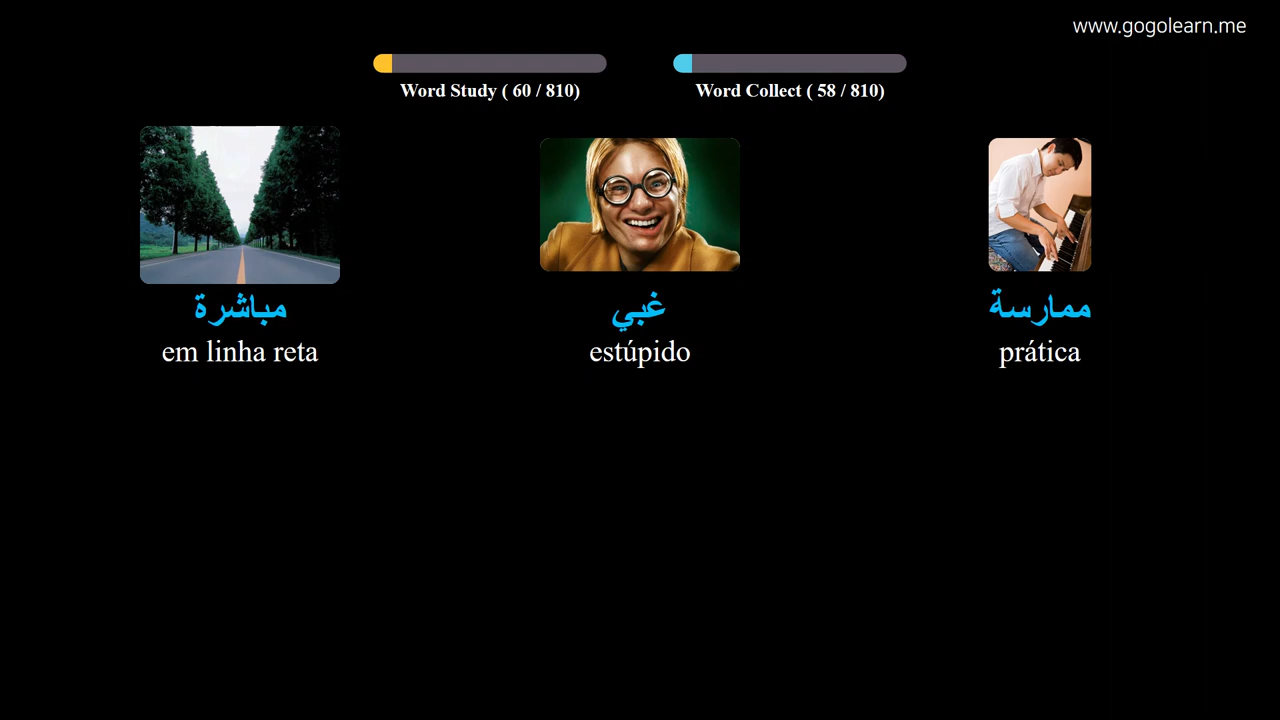 www.gogolearn.me
Word Study ( 60 / 810)
Word Collect ( 58 / 810)
مباشرة
em linha reta
غبي
estúpido
ممارسة
prática